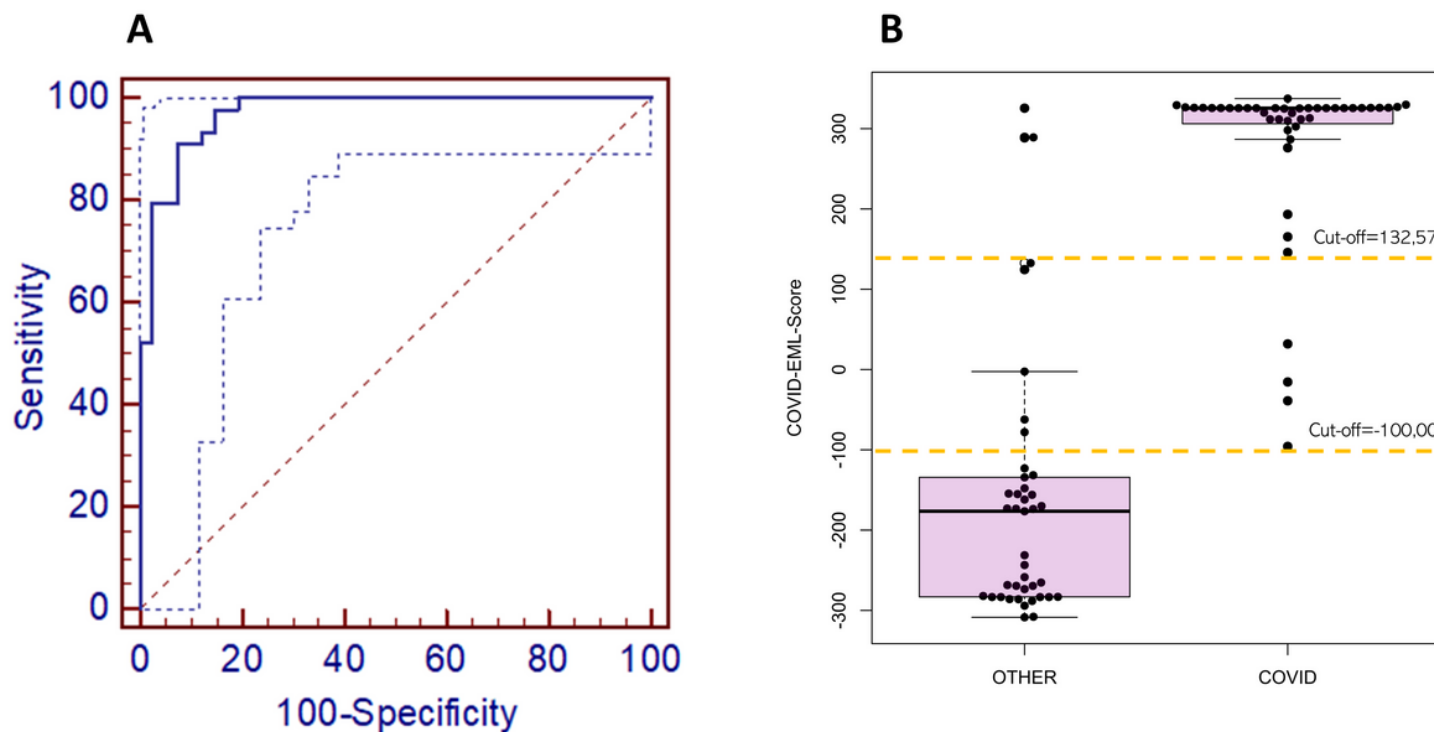 A
100
80
60
40
20
0
Sensitivity
0 20 40 60 80 100
100-Specificity
B
300
200
100
0
-100
-200
-300
COVID-EML-Score
Cut-off=132,57
Cut-off=-100,00
OTHER COVID